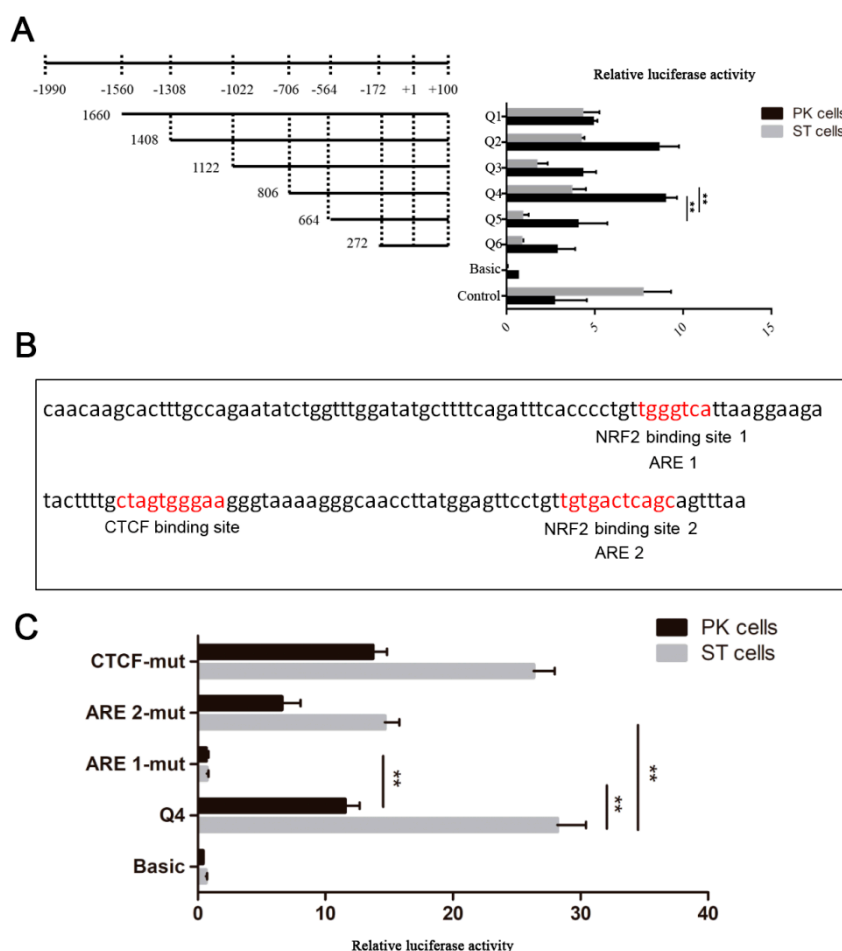 A
-1990 -1560 -1308 -1022 -706 -564 -172 +1 +100
1660
1408
1122
806
664
272
Relative luciferase activity
PK cells
ST cells
Q1
Q2
Q3
Q4
Q5
Q6
Basic
Control
**
**
0 5 10 15
B
caacaagcactttgccagaatatctggtttggatatgcttttcagatttcacccctgttgggtcattaaggaaga
NRF2 binding site 1
ARE 1
tacttttgctagtgggaagggtaaaagggcaaccttatggagttcctgttgtgactcagcagtttaa
CTCF binding site NRF2 binding site 2
ARE 2
C
PK cells
ST cells
CTCF-mut
ARE 2-mut
ARE 1-mut
Q4
Basic
**
**
**
0 10 20 30 40
Relative luciferase activity